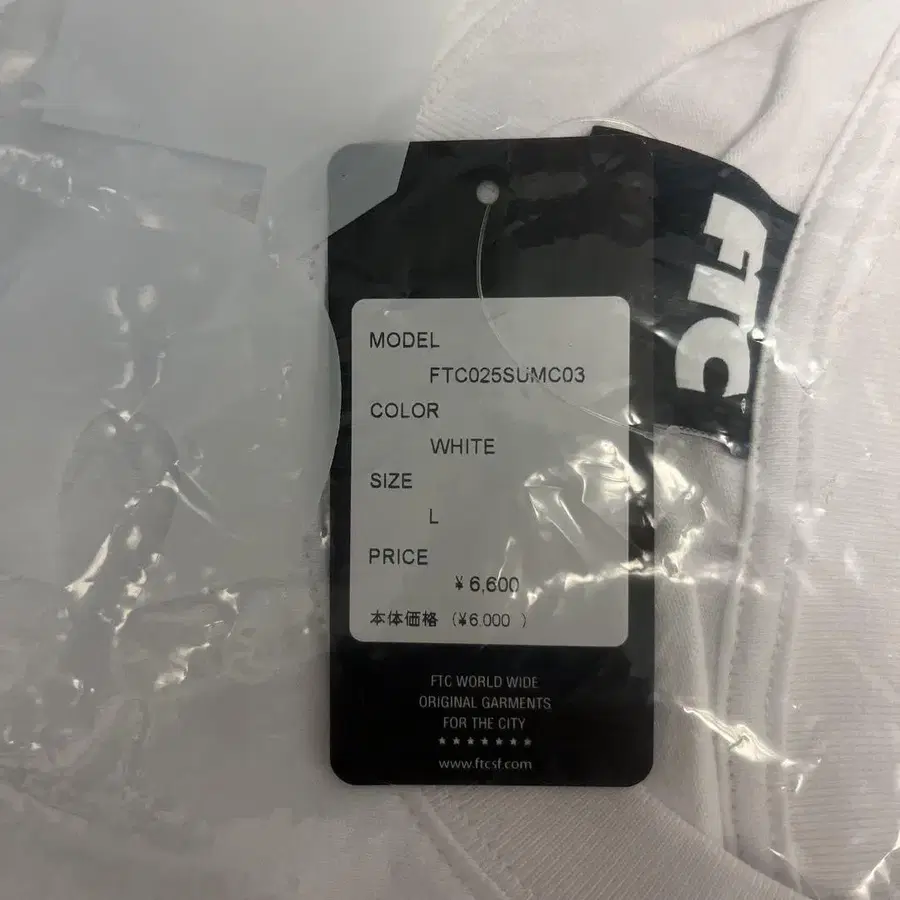 FTC
MODEL
FTC025SUMC03
COLOR
WHITE
SIZE
L
PRICE
¥ 6,600
本体価格 (¥6,000 )
FTC WORLD WIDE
ORIGINAL GARMENTS
FOR THE CITY
★ ★ ★ ★ ★ ★ ★
www.ftcsf.com